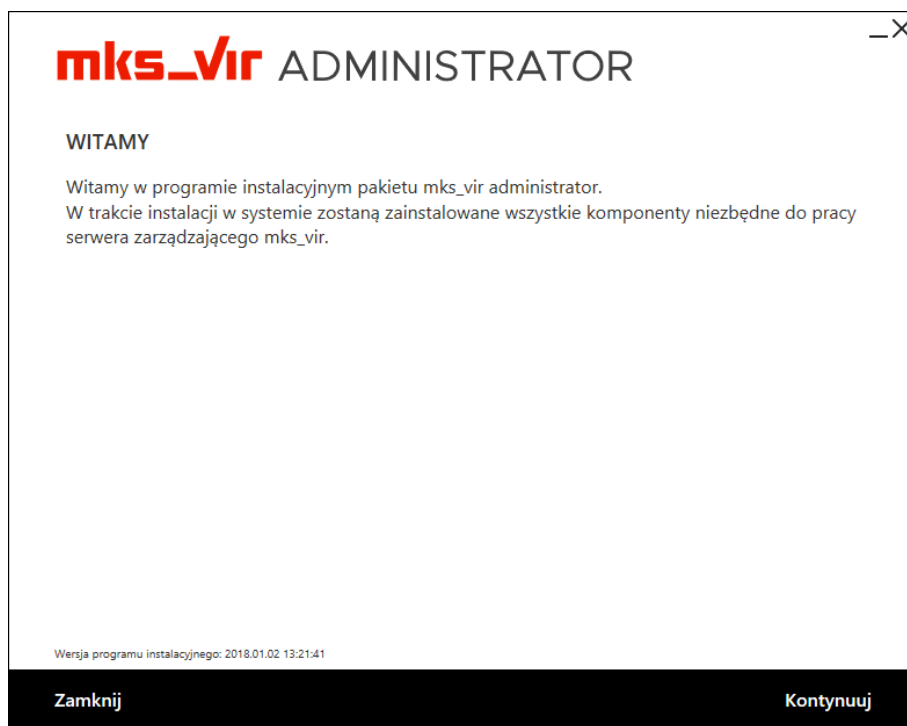 mks_vir ADMINISTRATOR
WITAMY
Witamy w programie instalacyjnym pakietu mks_vir administrator.
W trakcie instalacji w systemie zostaną zainstalowane wszystkie komponenty niezbędne do pracy
serwera zarządzającego mks_vir.
Wersja programu instalacyjnego: 2018.01.02 13:21:41
Zamknij Kontynuuj